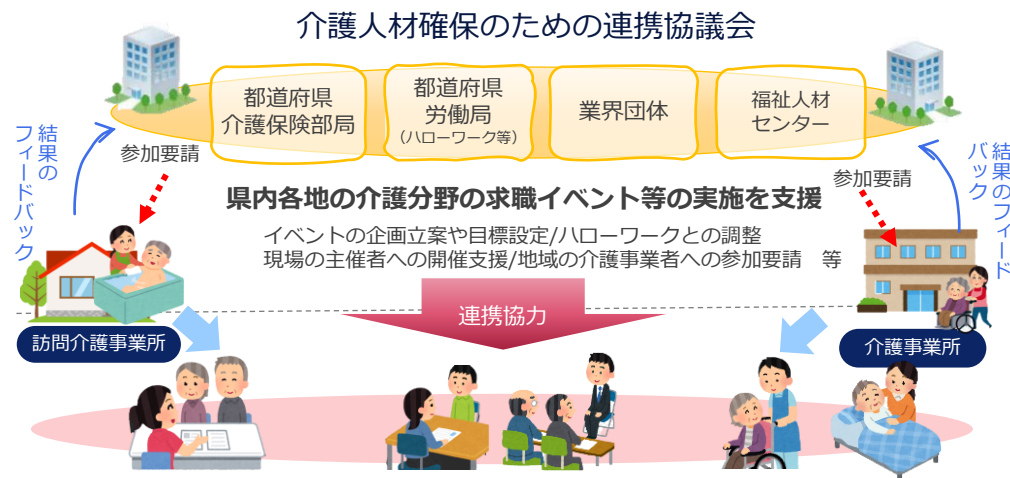 介護人材確保のための連携協議会
都道府県
介護保険部局
都道府県
労働局
（ハローワーク等）
業界団体
福祉人材
センター
結果の
フィードバック
参加要請
参加要請
結果のフィード
バック
県内各地の介護分野の求職イベント等の実施を支援
イベントの企画立案や目標設定/ハローワークとの調整
現場の主催者への開催支援/地域の介護事業者への参加要請　等
連携協力
訪問介護事業所
介護事業所